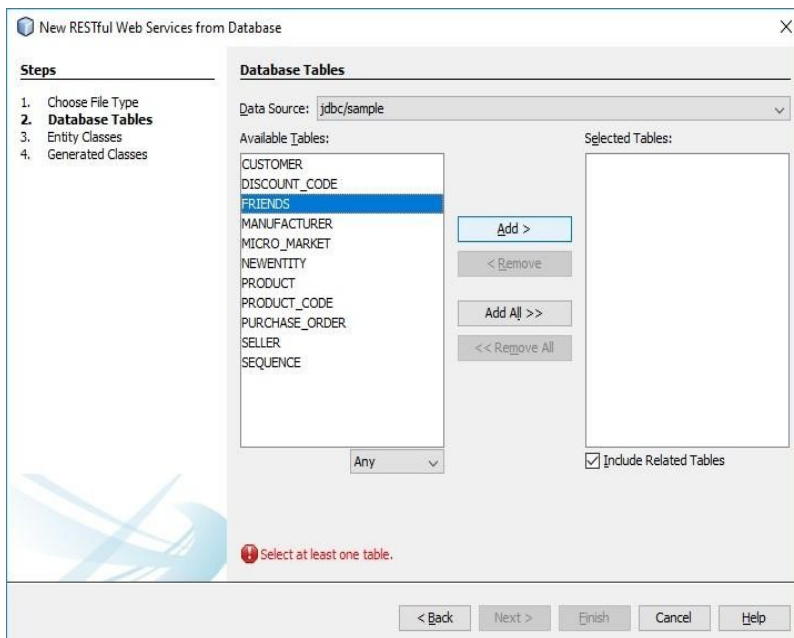 New RESTful Web Services from Database
Steps
1. Choose File Type
2. Database Tables
3. Entity Classes
4. Generated Classes
Database Tables
Data Source: jdbc/sample
Available Tables:
CUSTOMER
DISCOUNT_CODE
FRIENDS
MANUFACTURER
MICRO_MARKET
NEWENTITY
PRODUCT
PRODUCT_CODE
PURCHASE_ORDER
SELLER
SEQUENCE
Any
Add >
< Remove
Add All >>
<< Remove All
Selected Tables:
Include Related Tables
Select at least one table.
< Back
Next >
Finish
Cancel
Help